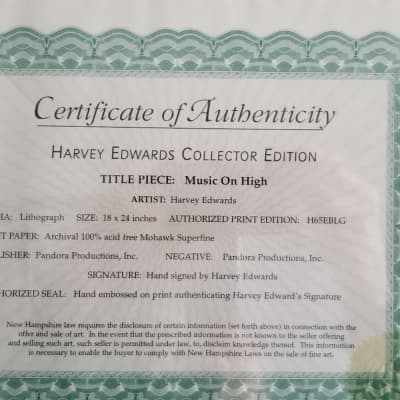 Certificate of Authenticity
HARVEY EDWARDS COLLECTOR EDITION
TITLE PIECE: Music On High
ARTIST: Harvey Edwards
IA: Lithograph SIZE: 18 x 24 inches AUTHORIZED PRINT EDITION: H65EBLG
T PAPER: Archival 100% acid free Mohawk Superfine
LISHER: Pandora Productions, Inc. NEGATIVE: Pandora Productions, Inc.
SIGNATURE: Hand signed by Harvey Edwards
HORIZED SEAL: Hand embossed on print authenticating Harvey Edward's Signature
New Hampshire law requires the disclosure of certain information (set forth above) in connection with the
offer and sale of art. In the event that the prescribed information is not known to the seller offering
and selling such art, such seller is permitted under law, to, disclaim knowledge thereof. This information
is necessary to enable the buyer to comply with New Hampshire Laws on the sale of fine art.